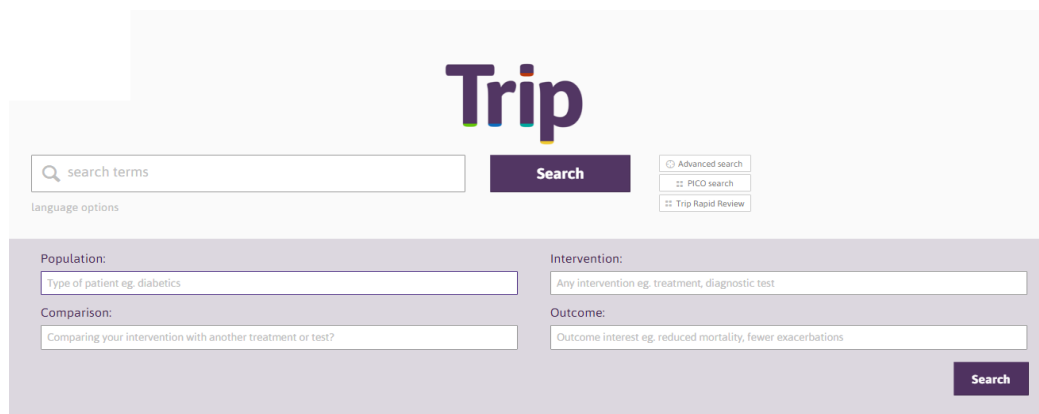 Trip
search terms
Search
Advanced search
PICO search
Trip Rapid Review
language options
Population:
Intervention:
Type of patient eg. diabetics
Any intervention eg. treatment, diagnostic test
Comparison:
Outcome:
Comparing your intervention with another treatment or test?
Outcome interest eg. reduced mortality, fewer exacerbations
Search